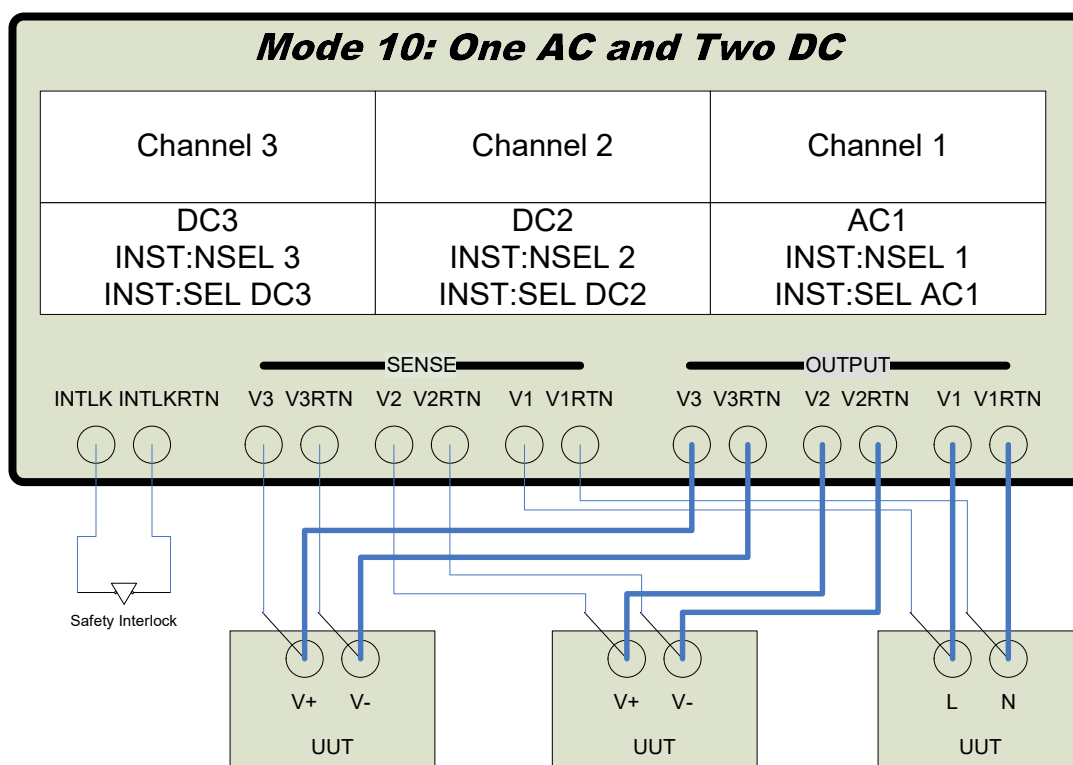 Mode 10: One AC and Two DC
Channel 3
Channel 2
Channel 1
DC3
INST:NSEL 3
INST:SEL DC3
DC2
INST:NSEL 2
INST:SEL DC2
AC1
INST:NSEL 1
INST:SEL AC1
SENSE
OUTPUT
INTLK INTLKRTN V3 V3RTN V2 V2RTN V1 V1RTN V3 V3RTN V2 V2RTN V1 V1RTN
Safety Interlock
V+ V-
UUT
V+ V-
UUT
L N
UUT